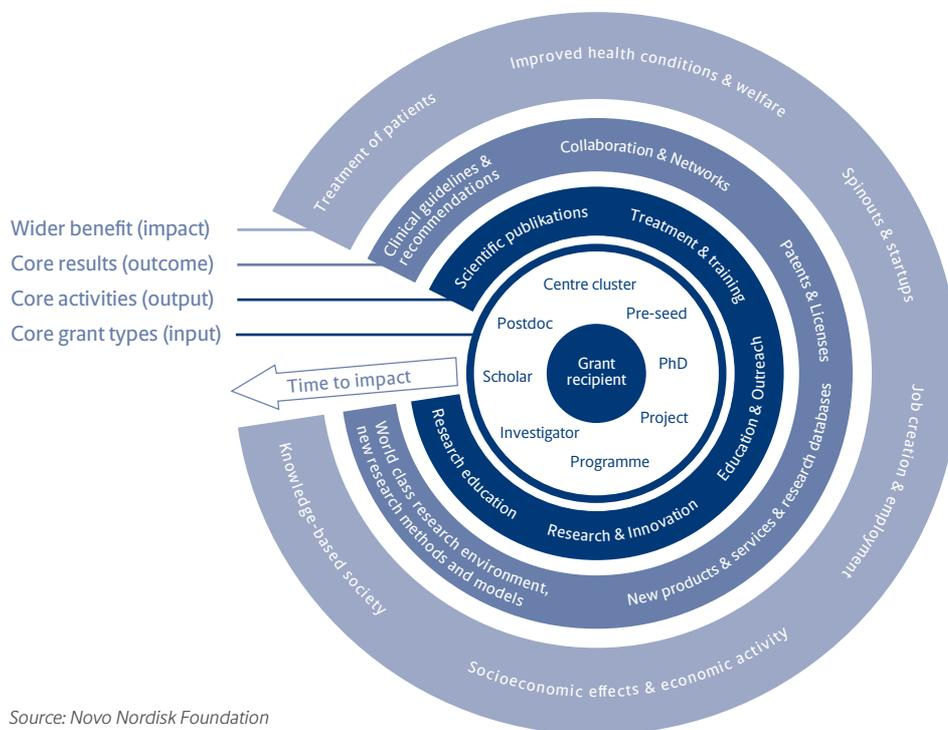 Wider benefit (impact)
Core results (outcome)
Core activities (output)
Core grant types (input)
Time to impact
Treatment of patients
Improved health conditions & welfare
Spinouts & startups
Job creation & employment
Socioeconomic effects & economic activity
Knowledge-based society
Clinical guidelines &
recommendations
Collaboration & Networks
Patents & Licenses
New products & services & research databases
World class research environment,
new research methods and models
Scientific publikations
Treatment & training
Education & Outreach
Research & Innovation
Research education
Centre cluster
Pre-seed
PhD
Project
Programme
Investigator
Scholar
Postdoc
Grant
recipient
Source: Novo Nordisk Foundation